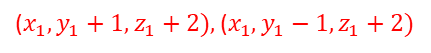 (x₁, y₁ + 1, z₁ + 2), (x₁, y₁ − 1, z₁ + 2)